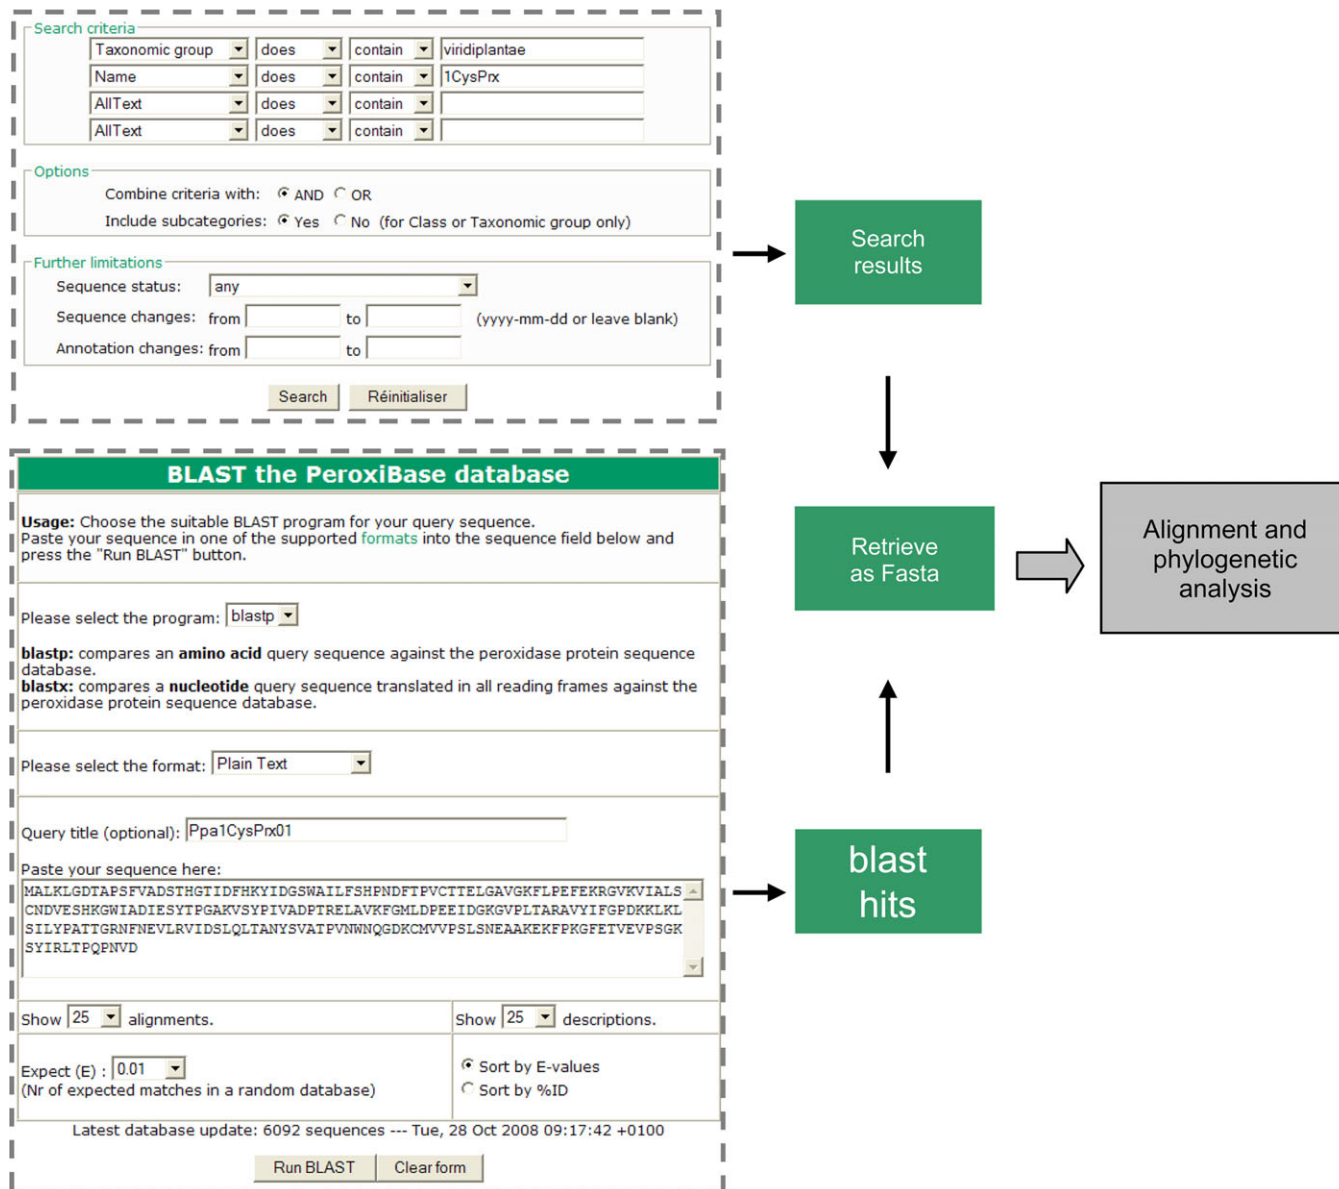 Search criteria
Taxonomic group does contain viridiplantae
Name does contain 1CysPrx
AllText does contain
AllText does contain
Options
Combine criteria with: AND OR
Include subcategories: Yes No (for Class or Taxonomic group only)
Further limitations
Sequence status: any
Sequence changes: from to (yyyy-mm-dd or leave blank)
Annotation changes: from to
Search Réinitialiser
Search
results
BLAST the PeroxiBase database
Usage: Choose the suitable BLAST program for your query sequence.
Paste your sequence in one of the supported formats into the sequence field below and
press the "Run BLAST" button.
Please select the program: blastp
blastp: compares an amino acid query sequence against the peroxidase protein sequence
database.
blastx: compares a nucleotide query sequence translated in all reading frames against the
peroxidase protein sequence database.
Please select the format: Plain Text
Query title (optional): Ppa1CysPrx01
Paste your sequence here:
MALKLGDTAPSFVADSTHGTIDFHKYIDGSWAILFSHPNDFTPVCTTELGAVGKFLPEFEKRGVKVIALS
CNDVESHKGWIADIESYTPGAKVSYPIVADPTRELAVKFGMLDPEEIDGKGVPLTARAVYIFGPDKKLKL
SILYPATTGRNFNEVLRVIDSLQLTANYSVATPVNWNQGDKCMVVPSLSNEAAKEKFPKGFETVEVPSGK
SYIRLTPQPNVD
Show 25 alignments.
Show 25 descriptions.
Expect (E) : 0.01
(Nr of expected matches in a random database)
Sort by E-values
Sort by %ID
Latest database update: 6092 sequences --- Tue, 28 Oct 2008 09:17:42 +0100
Run BLAST Clear form
Retrieve
as Fasta
Alignment and
phylogenetic
analysis
blast
hits